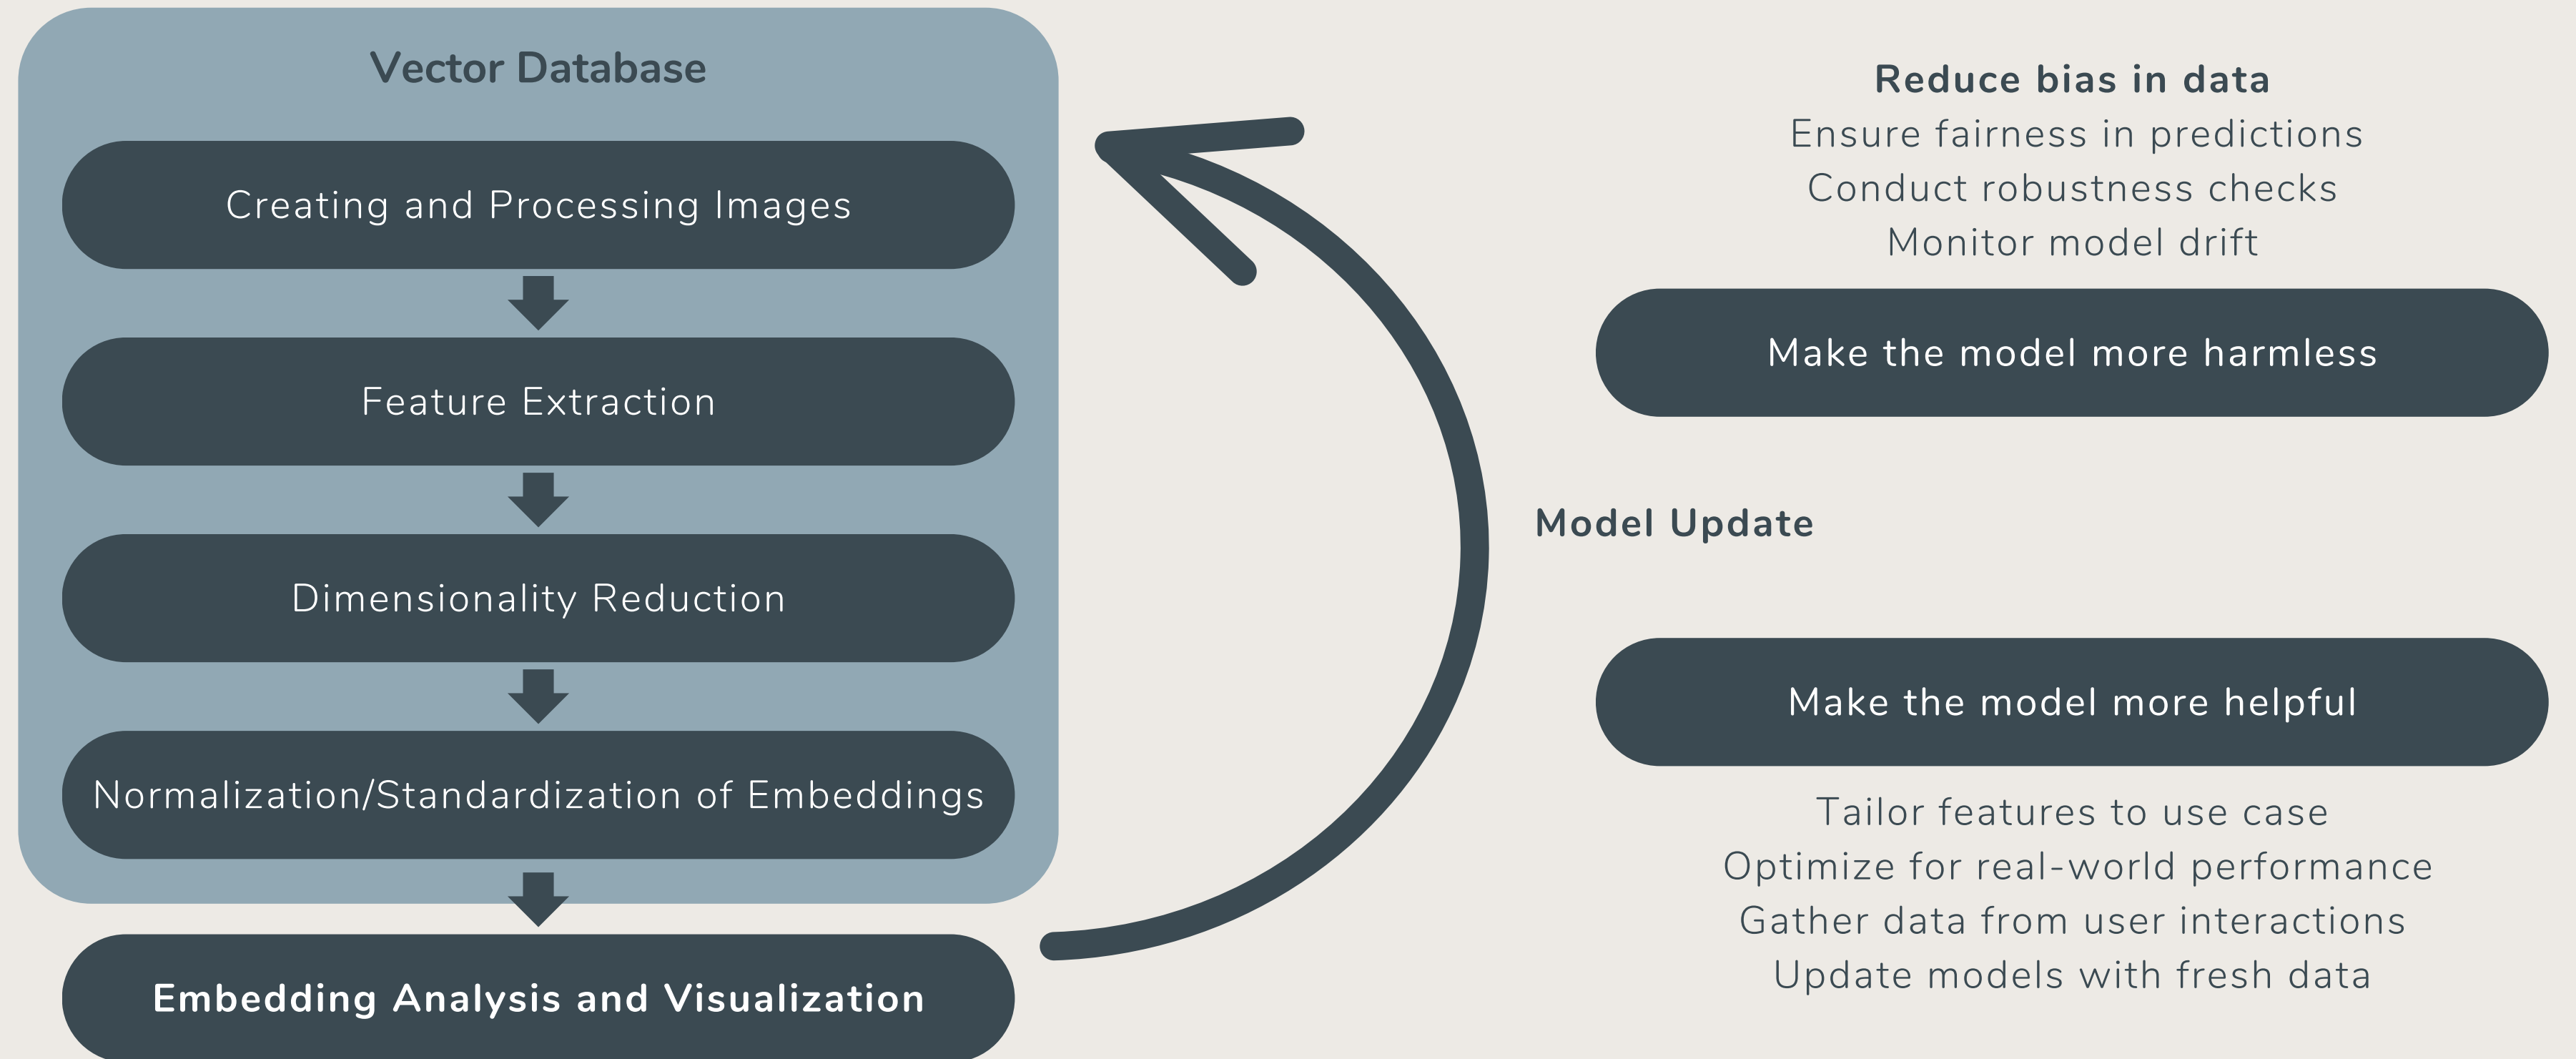 Vector Database
Creating and Processing Images
Feature Extraction
Dimensionality Reduction
Normalization/Standardization of Embeddings
Embedding Analysis and Visualization
Model Update
Reduce bias in data
Ensure fairness in predictions
Conduct robustness checks
Monitor model drift
Make the model more harmless
Make the model more helpful
Tailor features to use case
Optimize for real-world performance
Gather data from user interactions
Update models with fresh data